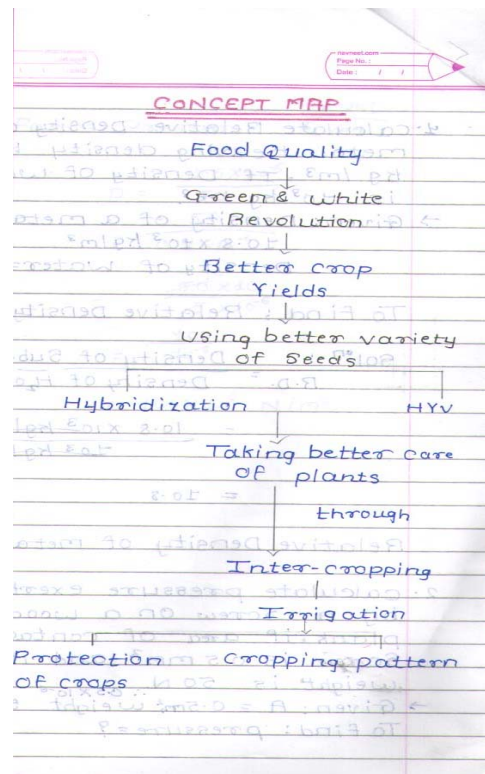 navneet.com
Page No. :
Date : / /
CONCEPT MAP
Food Quality
Green & white
Revolution
Better crop
Yields
Using better variety
of seeds
Hybridization HYV
Taking better care
of plants
through
Inter-cropping
Irrigation
Protection Cropping pattern
of crops